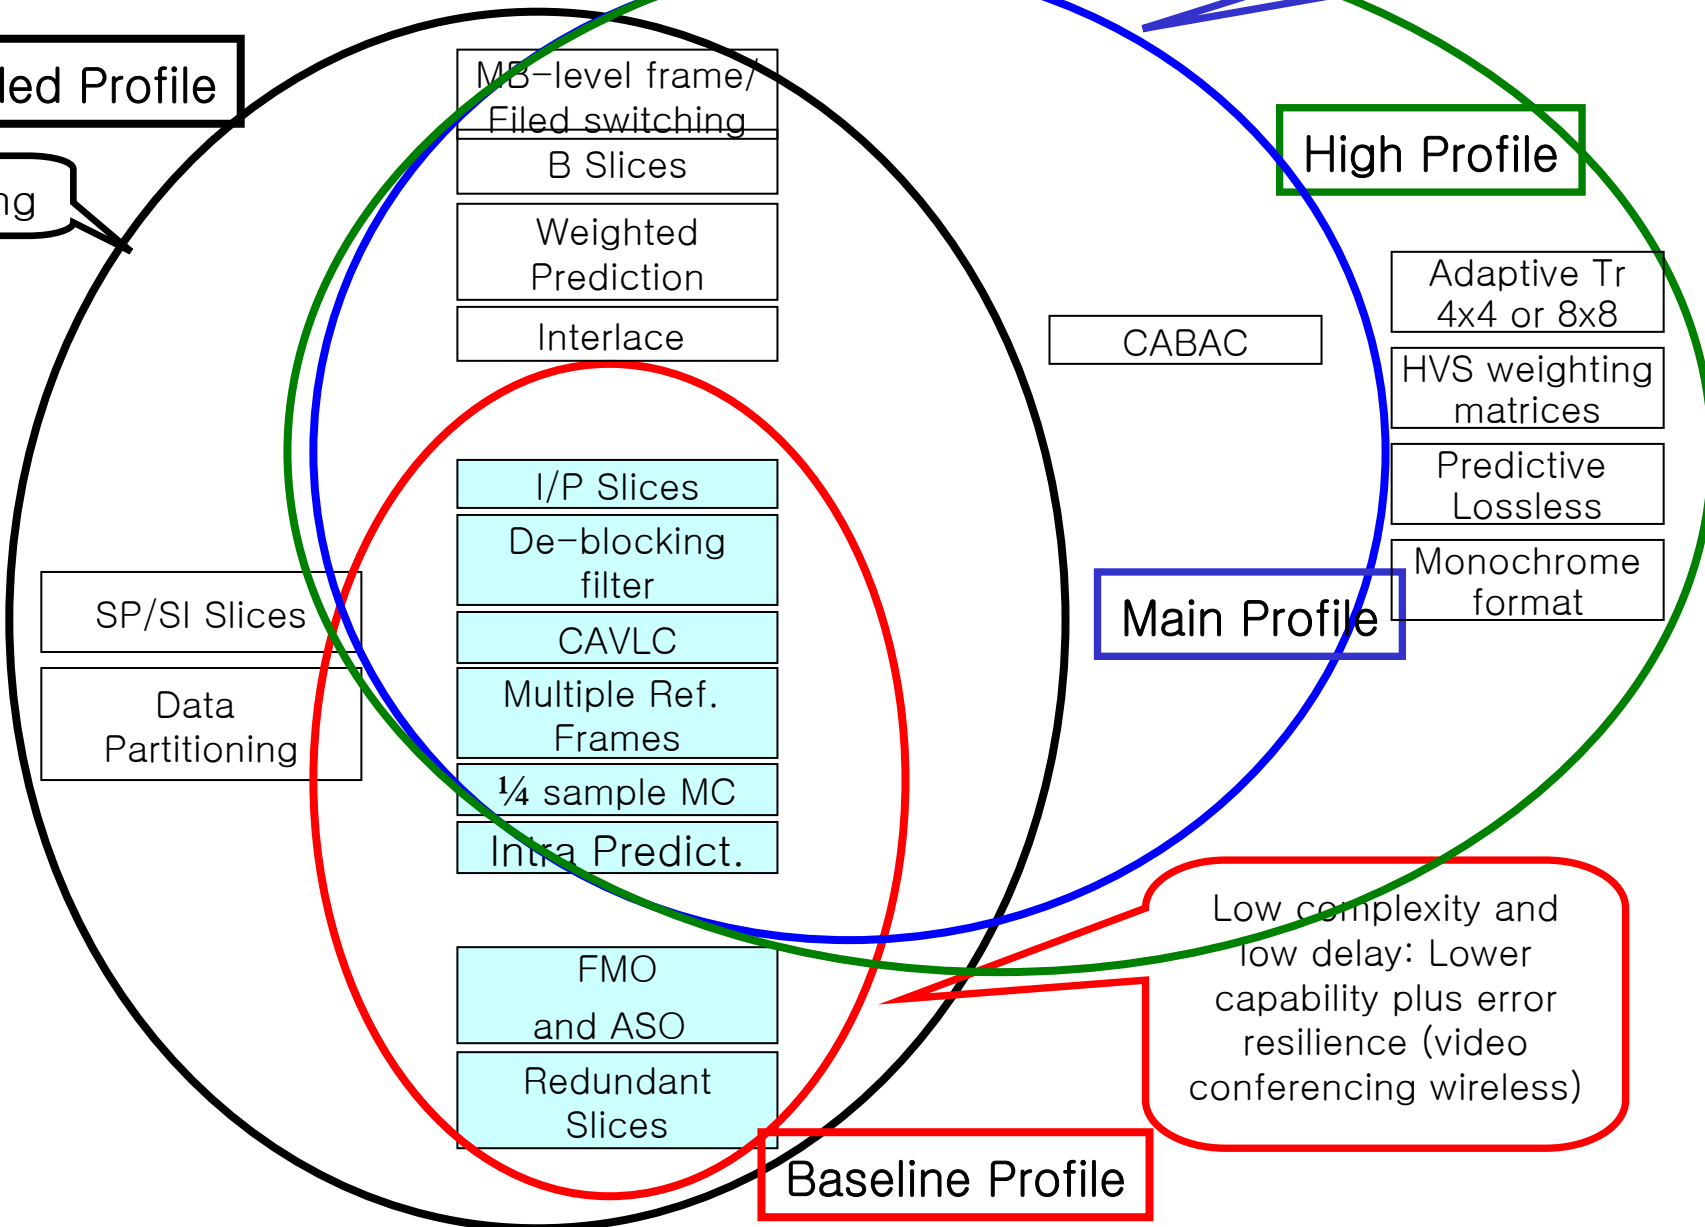 Profile
MB-level frame/
Filed switching
B Slices
Weighted
Prediction
Interlace
High Profile
Adaptive Tr
4x4 or 8x8
CABAC
HVS weighting
matrices
Predictive
Lossless
Monochrome
format
Main Profile
I/P Slices
De-blocking
filter
CAVLC
Multiple Ref.
Frames
¼ sample MC
Intra Predict.
SP/SI Slices
Data
Partitioning
FMO
and ASO
Redundant
Slices
Low complexity and
low delay: Lower
capability plus error
resilience (video
conferencing wireless)
Baseline Profile